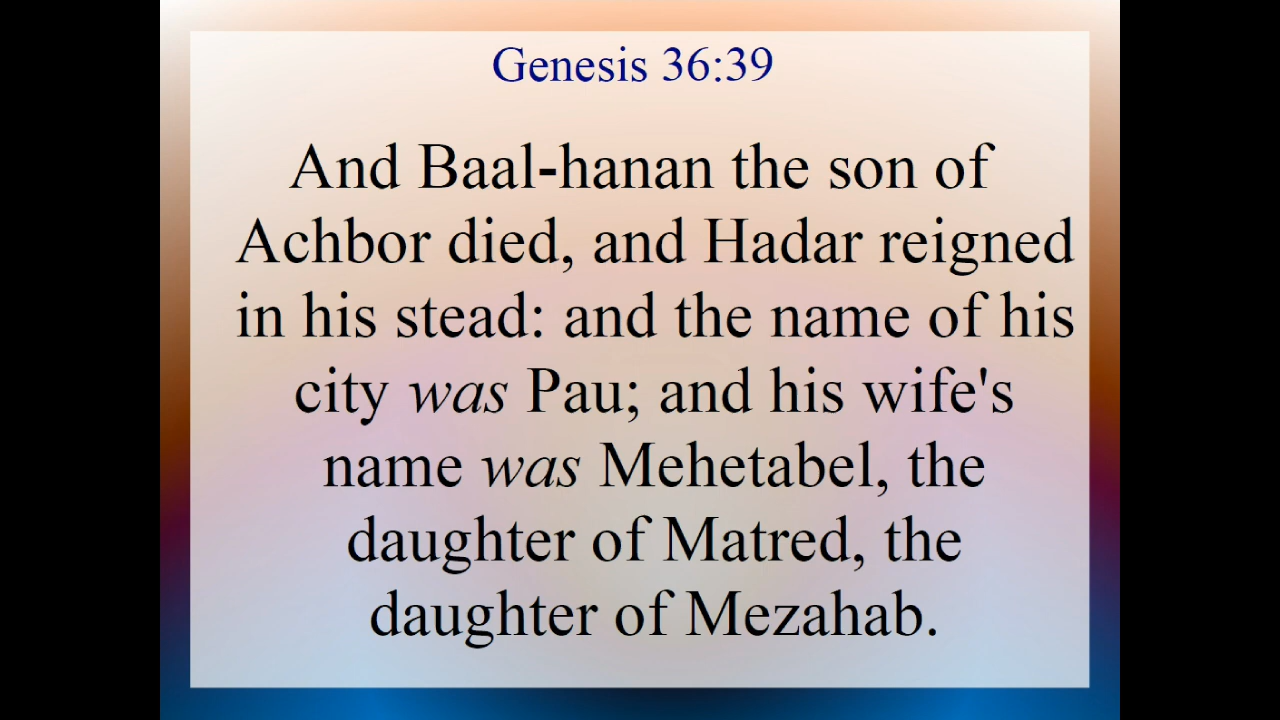 Genesis 36:39
And Baal-hanan the son of
Achbor died, and Hadar reigned
in his stead: and the name of his
city was Pau; and his wife's
name was Mehetabel, the
daughter of Matred, the
daughter of Mezahab.